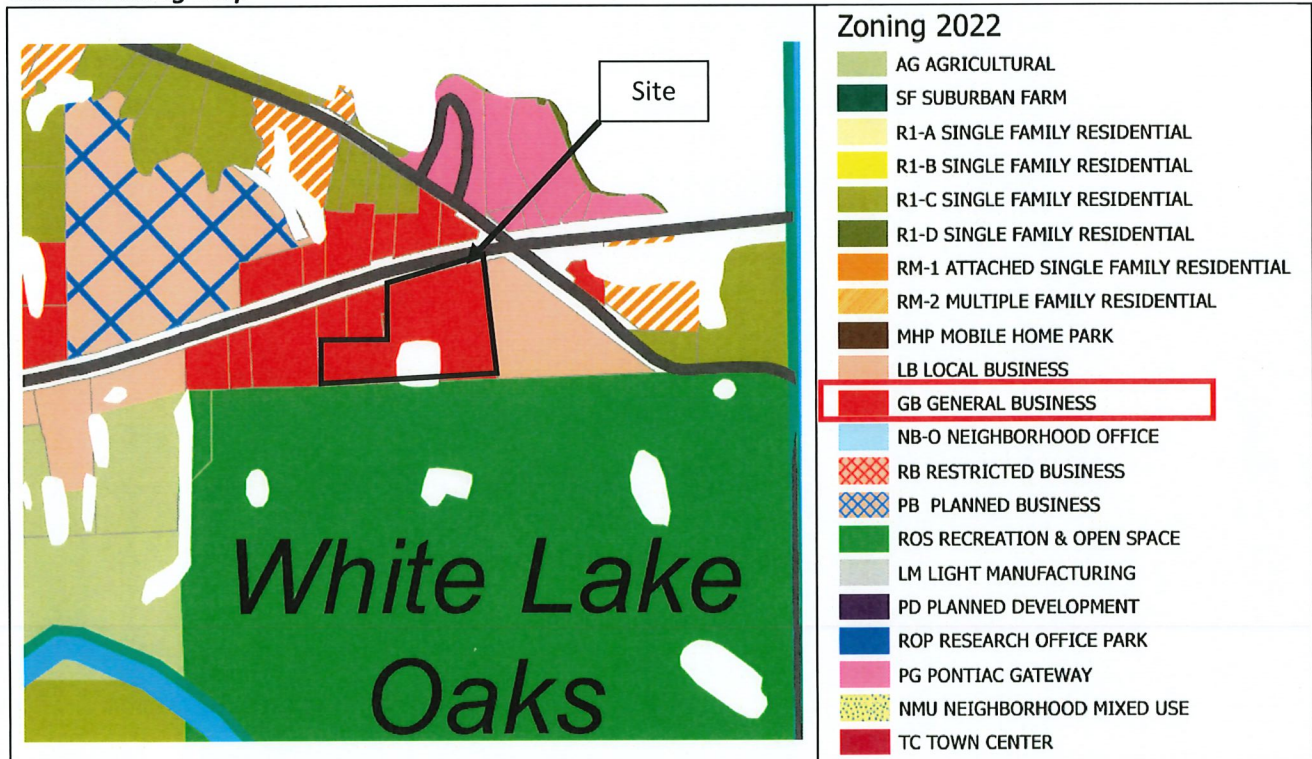 Site
White Lake
Oaks
Zoning 2022
AG AGRICULTURAL
SF SUBURBAN FARM
R1-A SINGLE FAMILY RESIDENTIAL
R1-B SINGLE FAMILY RESIDENTIAL
R1-C SINGLE FAMILY RESIDENTIAL
R1-D SINGLE FAMILY RESIDENTIAL
RM-1 ATTACHED SINGLE FAMILY RESIDENTIAL
RM-2 MULTIPLE FAMILY RESIDENTIAL
MHP MOBILE HOME PARK
LB LOCAL BUSINESS
GB GENERAL BUSINESS
NB-O NEIGHBORHOOD OFFICE
RB RESTRICTED BUSINESS
PB PLANNED BUSINESS
ROS RECREATION & OPEN SPACE
LM LIGHT MANUFACTURING
PD PLANNED DEVELOPMENT
ROP RESEARCH OFFICE PARK
PG PONTIAC GATEWAY
NMU NEIGHBORHOOD MIXED USE
TC TOWN CENTER